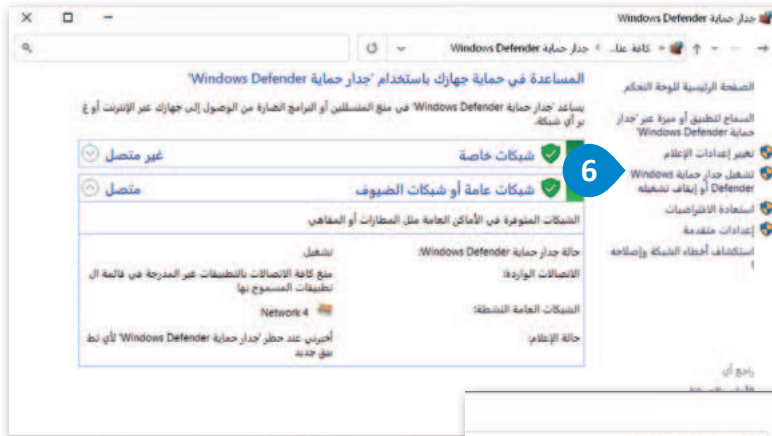 جدار حماية Windows Defender
كافة عنا... › جدار حماية Windows Defender
الصفحة الرئيسية للوحة التحكم
السماح لتطبيق أو ميزة عبر 'جدار
حماية Windows Defender'
تغيير إعدادات الإعلام
تشغيل جدار حماية Windows
Defender أو إيقاف تشغيله
استعادة الافتراضيات
إعدادات متقدمة
استكشاف أخطاء الشبكة وإصلاحه
ا
6
المساعدة في حماية جهازك باستخدام 'جدار حماية Windows Defender'
يساعد 'جدار حماية Windows Defender' في منع المتسللين أو البرامج الضارة من الوصول إلى جهازك عبر الإنترنت أو ع
بر أي شبكة.
شبكات خاصة غير متصل
شبكات عامة أو شبكات الضيوف متصل
الشبكات المتوفرة في الأماكن العامة مثل المطارات أو المقاهي
حالة جدار حماية Windows Defender: تشغيل
الاتصالات الواردة: منع كافة الاتصالات بالتطبيقات غير المدرجة في قائمة ال
تطبيقات المسموح بها
الشبكات العامة النشطة: Network 4
حالة الإعلام: أخبرني عند حظر 'جدار حماية Windows Defender' لأي تط
بيق جديد
راجع أي